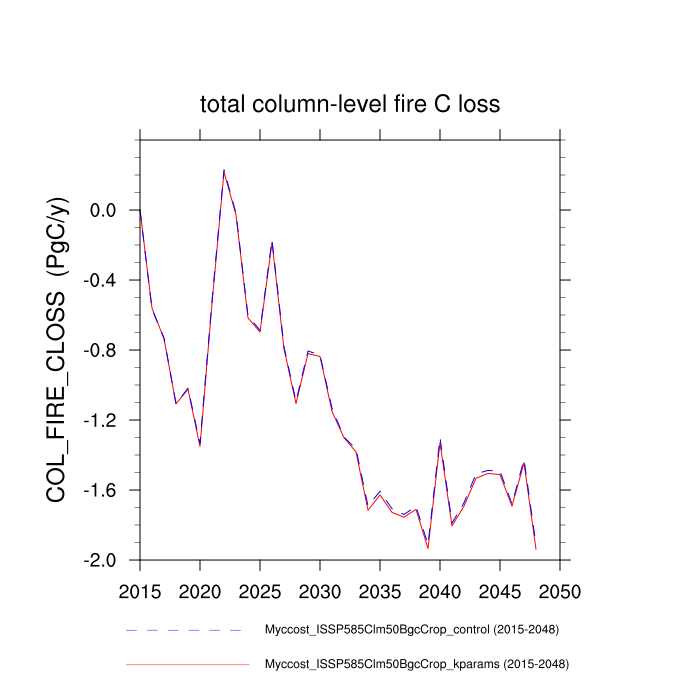 total column-level fire C loss
COL_FIRE_CLOSS (PgC/y)
0.0
-0.4
-0.8
-1.2
-1.6
-2.0
2015 2020 2025 2030 2035 2040 2045 2050
Myccost_ISSP585Clm50BgcCrop_control (2015-2048)
Myccost_ISSP585Clm50BgcCrop_kparams (2015-2048)